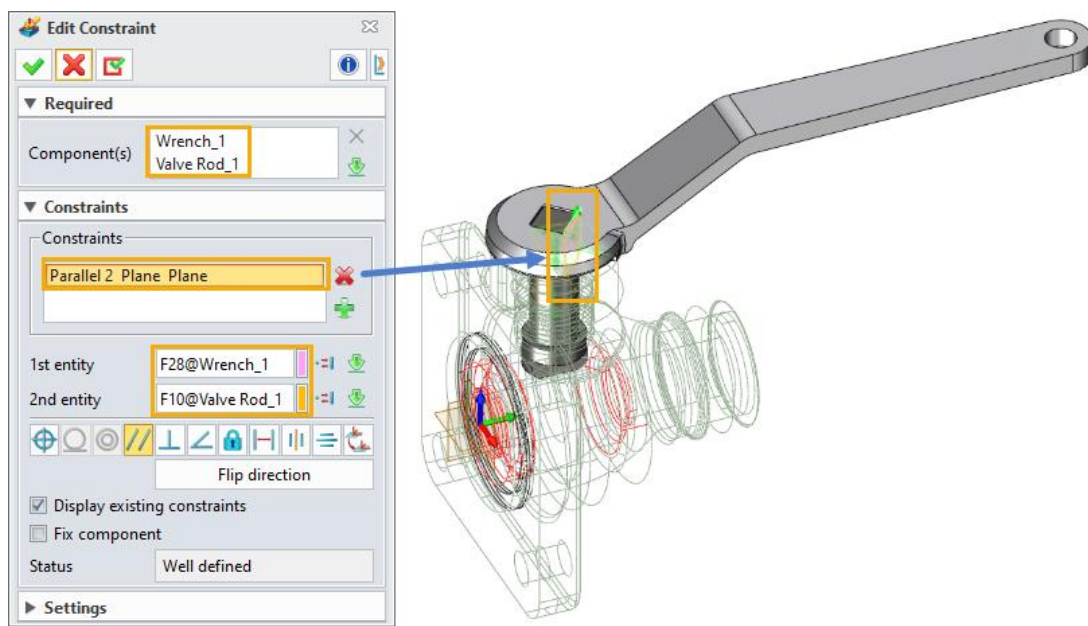 Edit Constraint
Required
Component(s)
Wrench_1
Valve Rod_1
Constraints
Constraints
Parallel 2 Plane Plane
1st entity F28@Wrench_1
2nd entity F10@Valve Rod_1
Flip direction
Display existing constraints
Fix component
Status Well defined
Settings